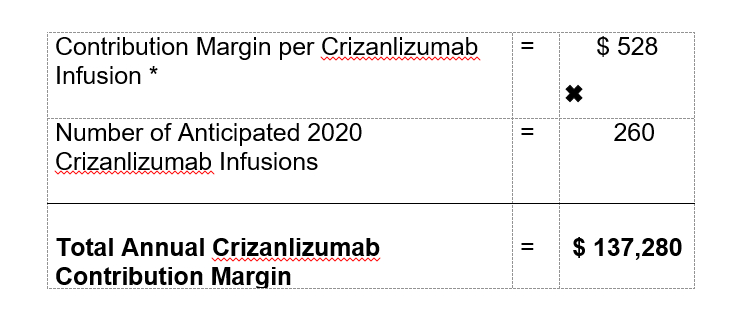 Contribution Margin per Crizanlizumab = $ 528
Infusion *
✖
Number of Anticipated 2020 = 260
Crizanlizumab Infusions
Total Annual Crizanlizumab = $ 137,280
Contribution Margin